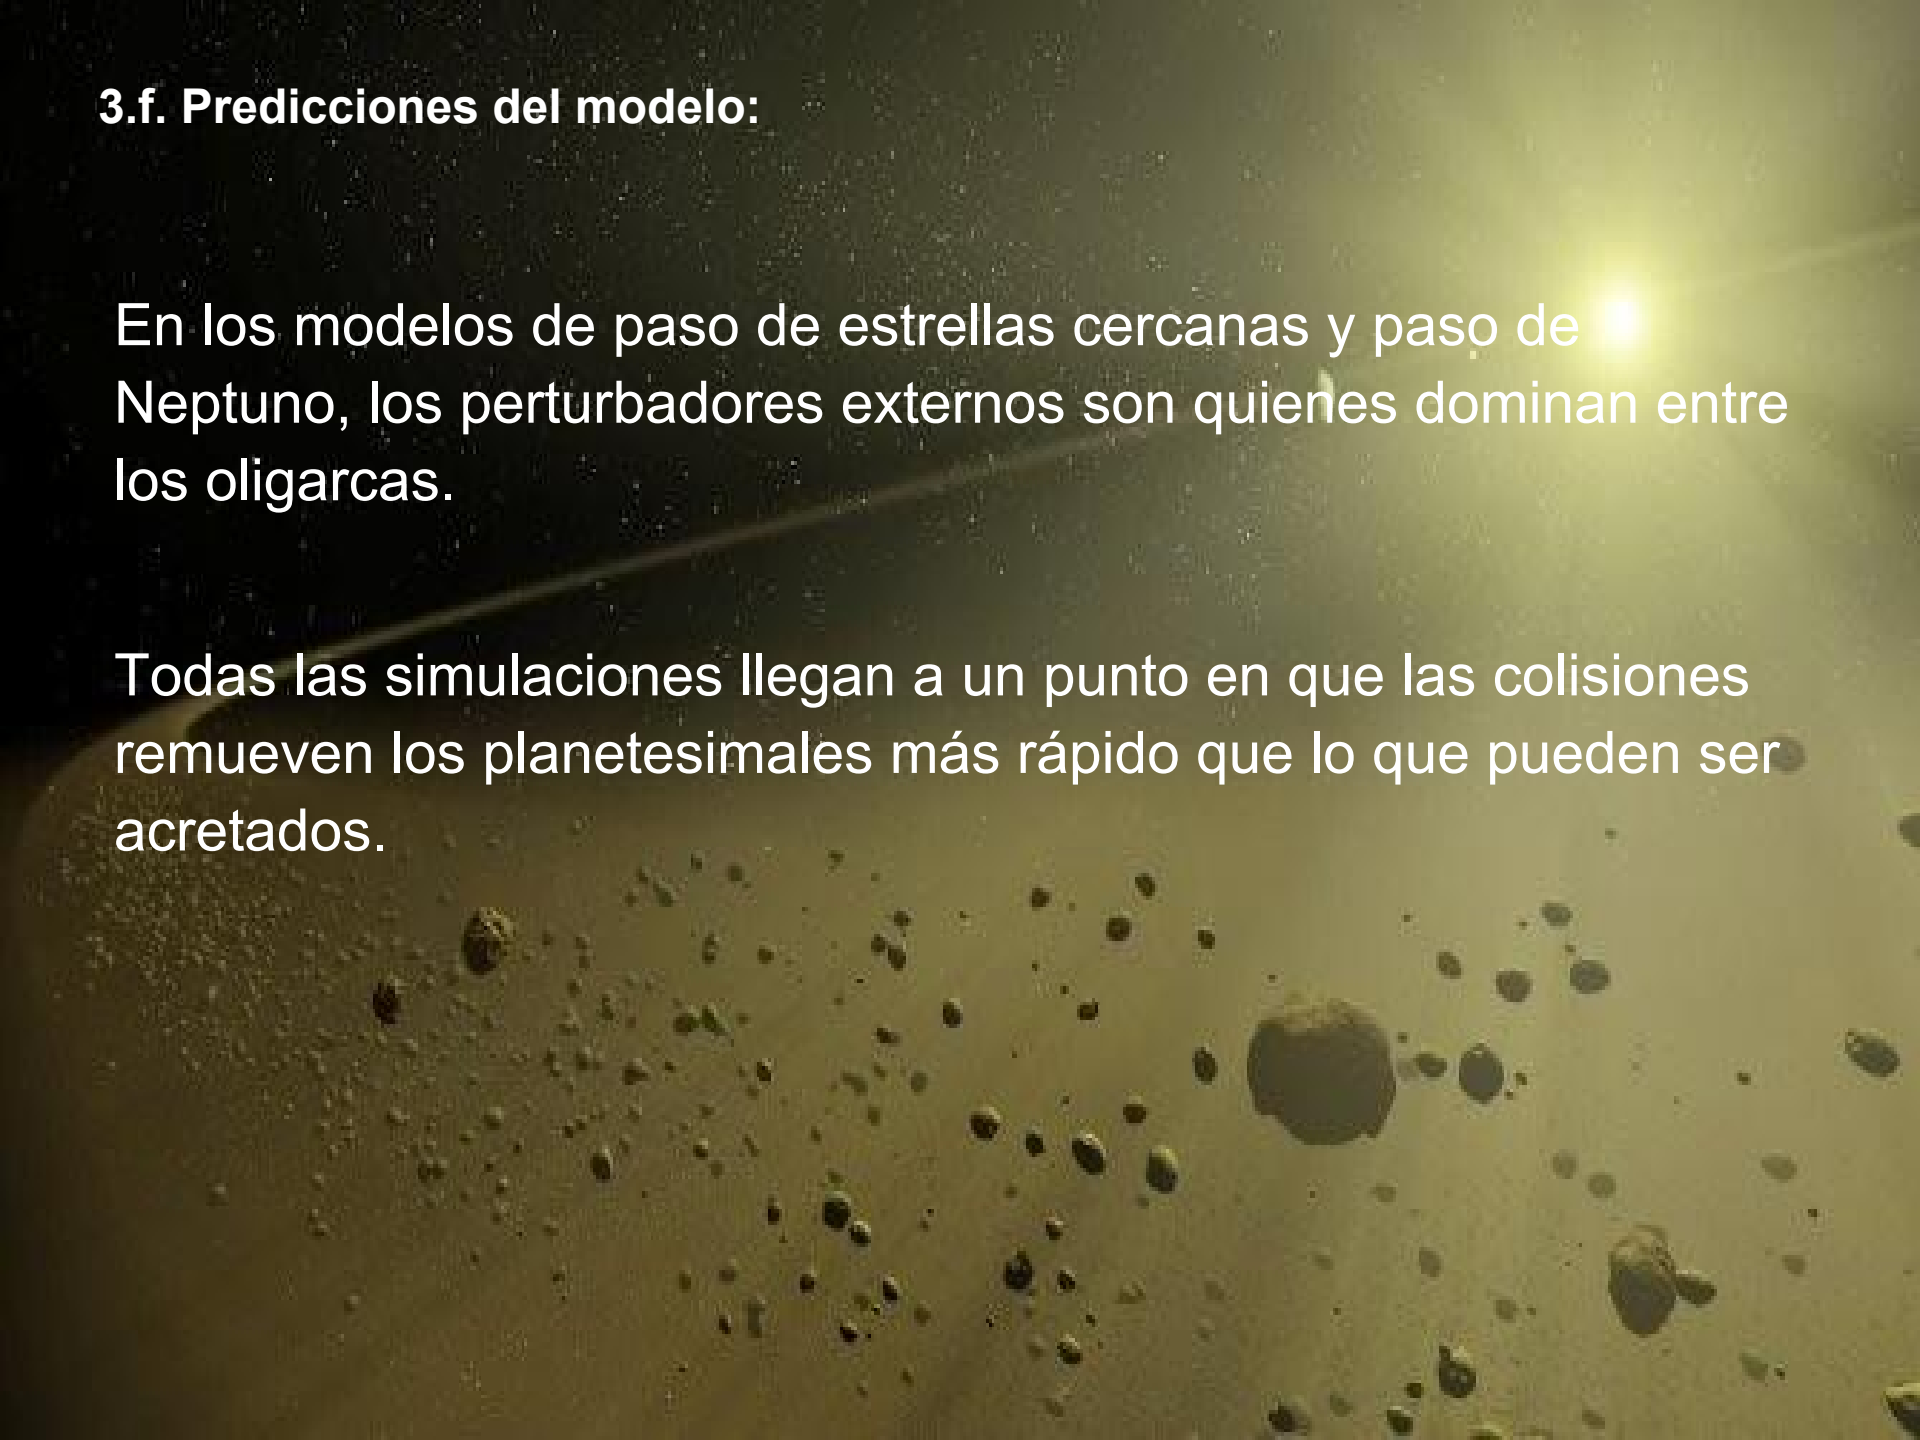 3.f. Predicciones del modelo:
En los modelos de paso de estrellas cercanas y paso de
Neptuno, los perturbadores externos son quienes dominan entre
los oligarcas.
Todas las simulaciones llegan a un punto en que las colisiones
remueven los planetesimales más rápido que lo que pueden ser
acretados.